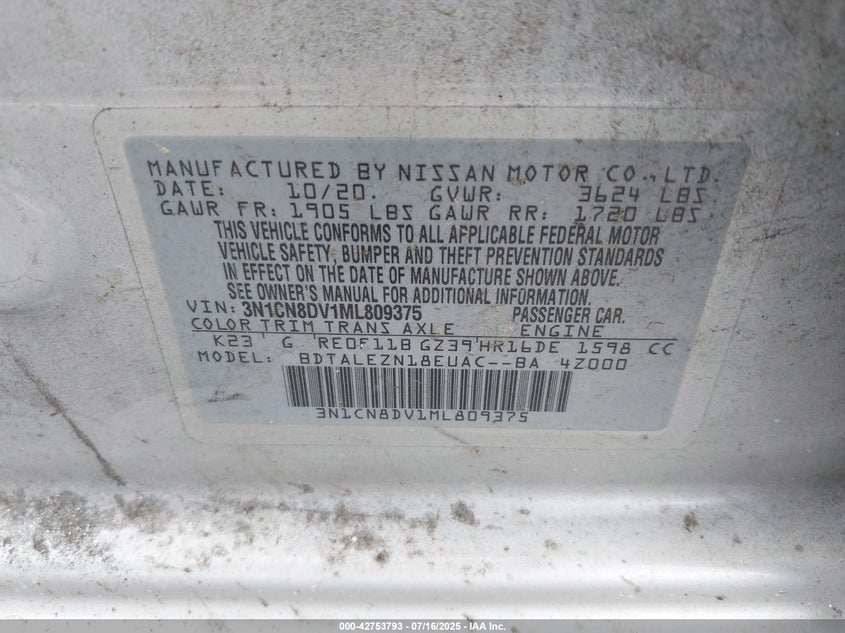 MANUFACTURED BY NISSAN MOTOR CO., LTD.
DATE: 10/20. GVWR: 3624 LBS
GAWR FR: 1905 LBS GAWR RR: 1720 LBS
THIS VEHICLE CONFORMS TO ALL APPLICABLE FEDERAL MOTOR
VEHICLE SAFETY, BUMPER AND THEFT PREVENTION STANDARDS
IN EFFECT ON THE DATE OF MANUFACTURE SHOWN ABOVE.
SEE OWNER'S MANUAL FOR ADDITIONAL INFORMATION.
VIN: 3N1CN8DV1ML809375 PASSENGER CAR.
COLOR TRIM TRANS AXLE ENGINE
K23 G RE0F11B GZ39 HR16DE 1598 CC
MODEL: BDTALEZN18EUAC--BA 4Z000
3N1CN8DV1ML809375
000-42753793 - 07/16/2025 - IAA Inc.